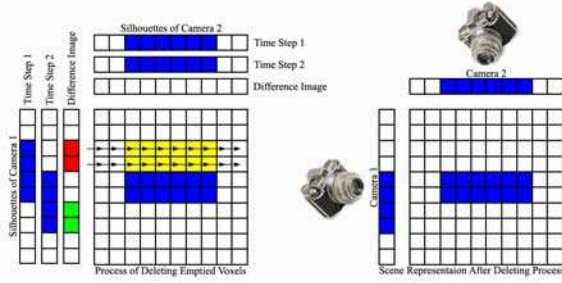 Silhouettes of Camera 2
Time Step 1
Time Step 2
Difference Image
Time Step 1
Time Step 2
Difference Image
Silhouettes of Camera 1
Process of Deleting Emptied Voxels
Camera 2
Camera 1
Scene Representaion After Deleting Process